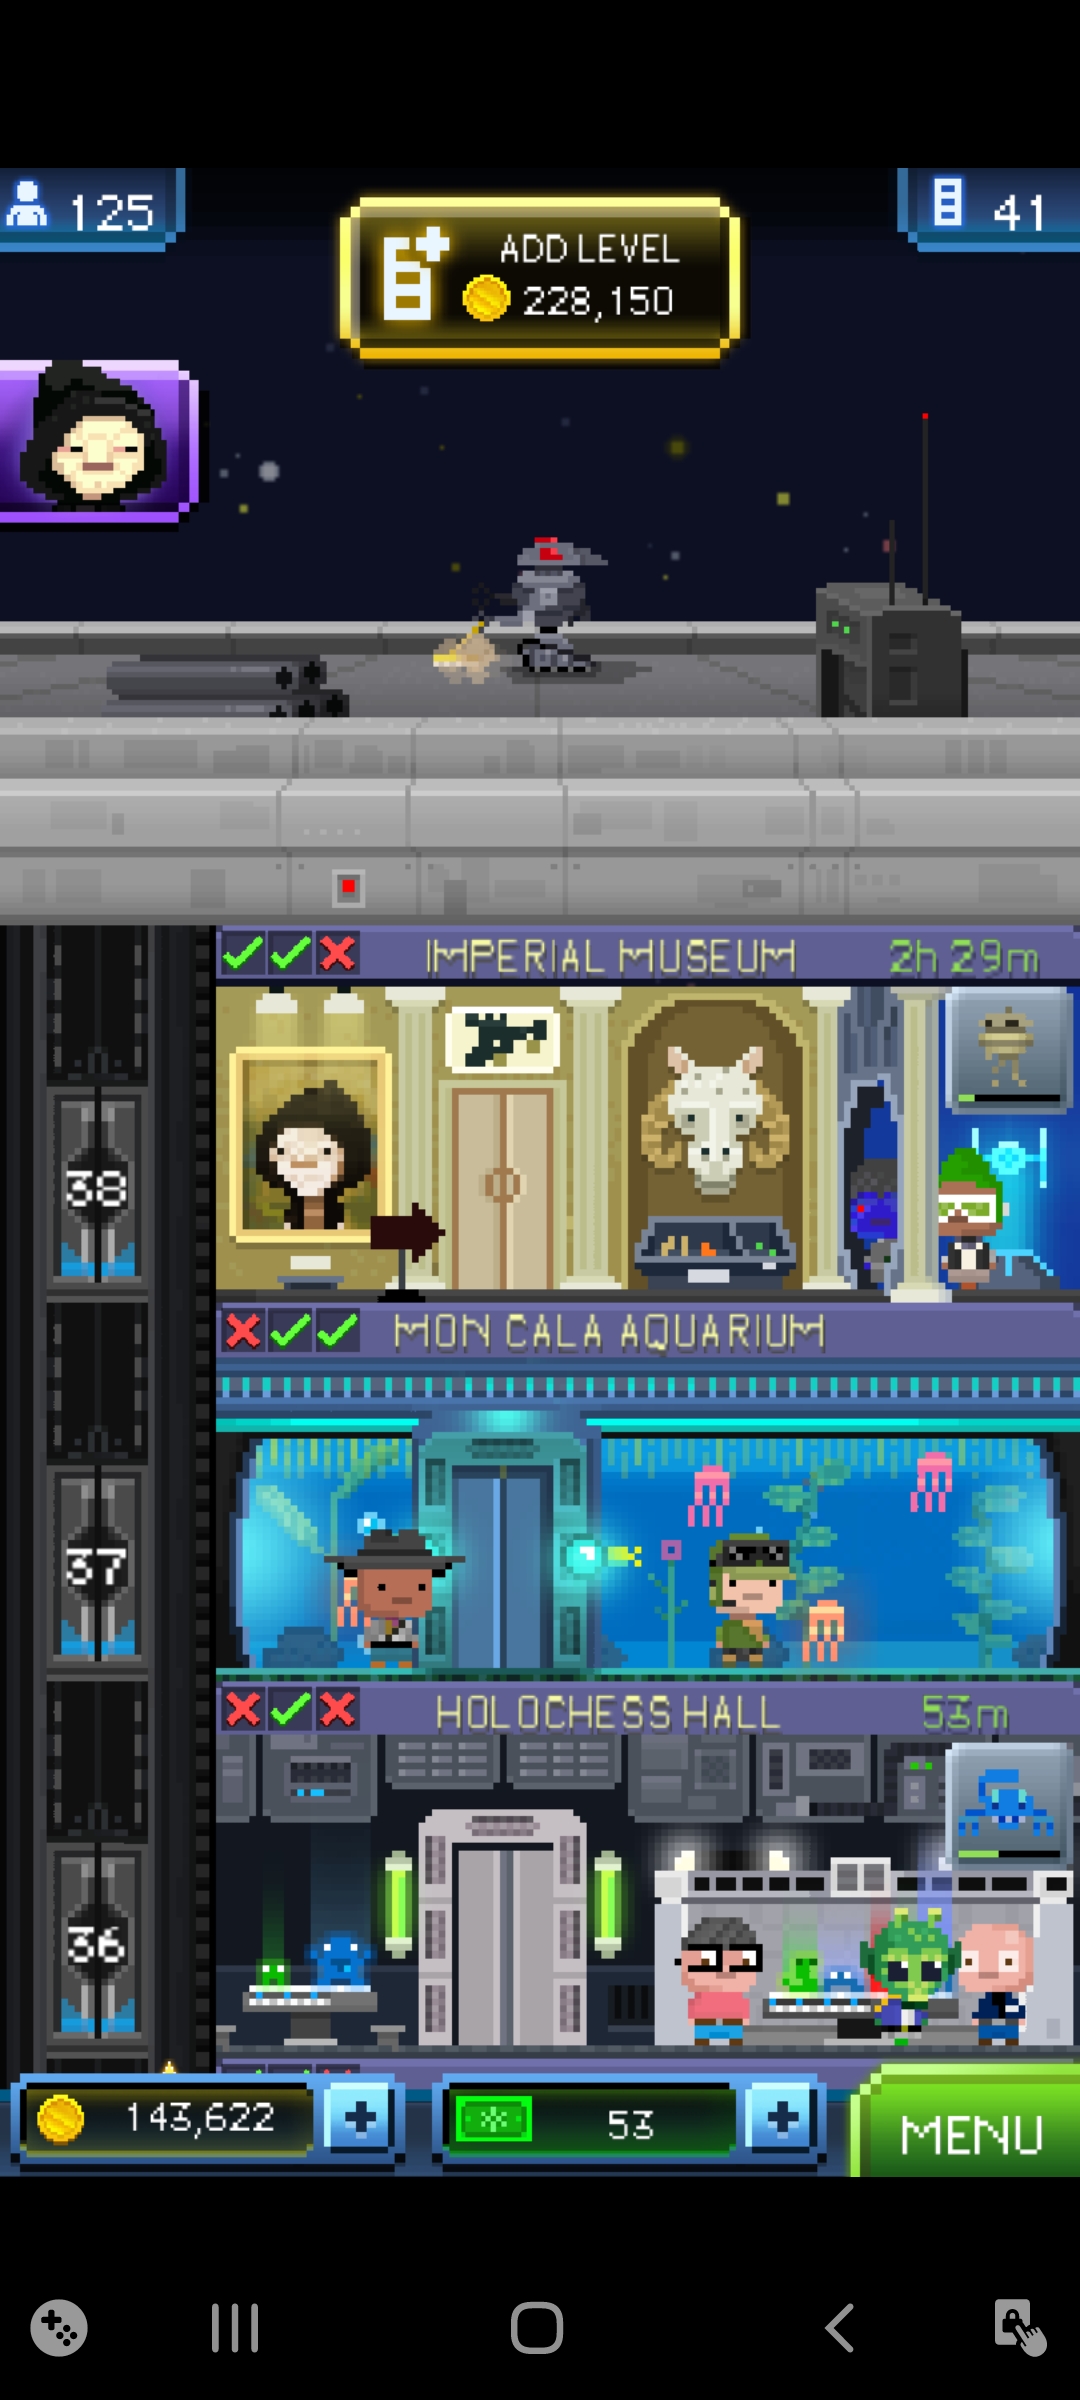 125
ADD LEVEL
228,150
41
IMPERIAL MUSEUM 2h 29m
38
MON CALA AQUARIUM
37
HOLOCHESS HALL 53m
36
143,622
53
MENU